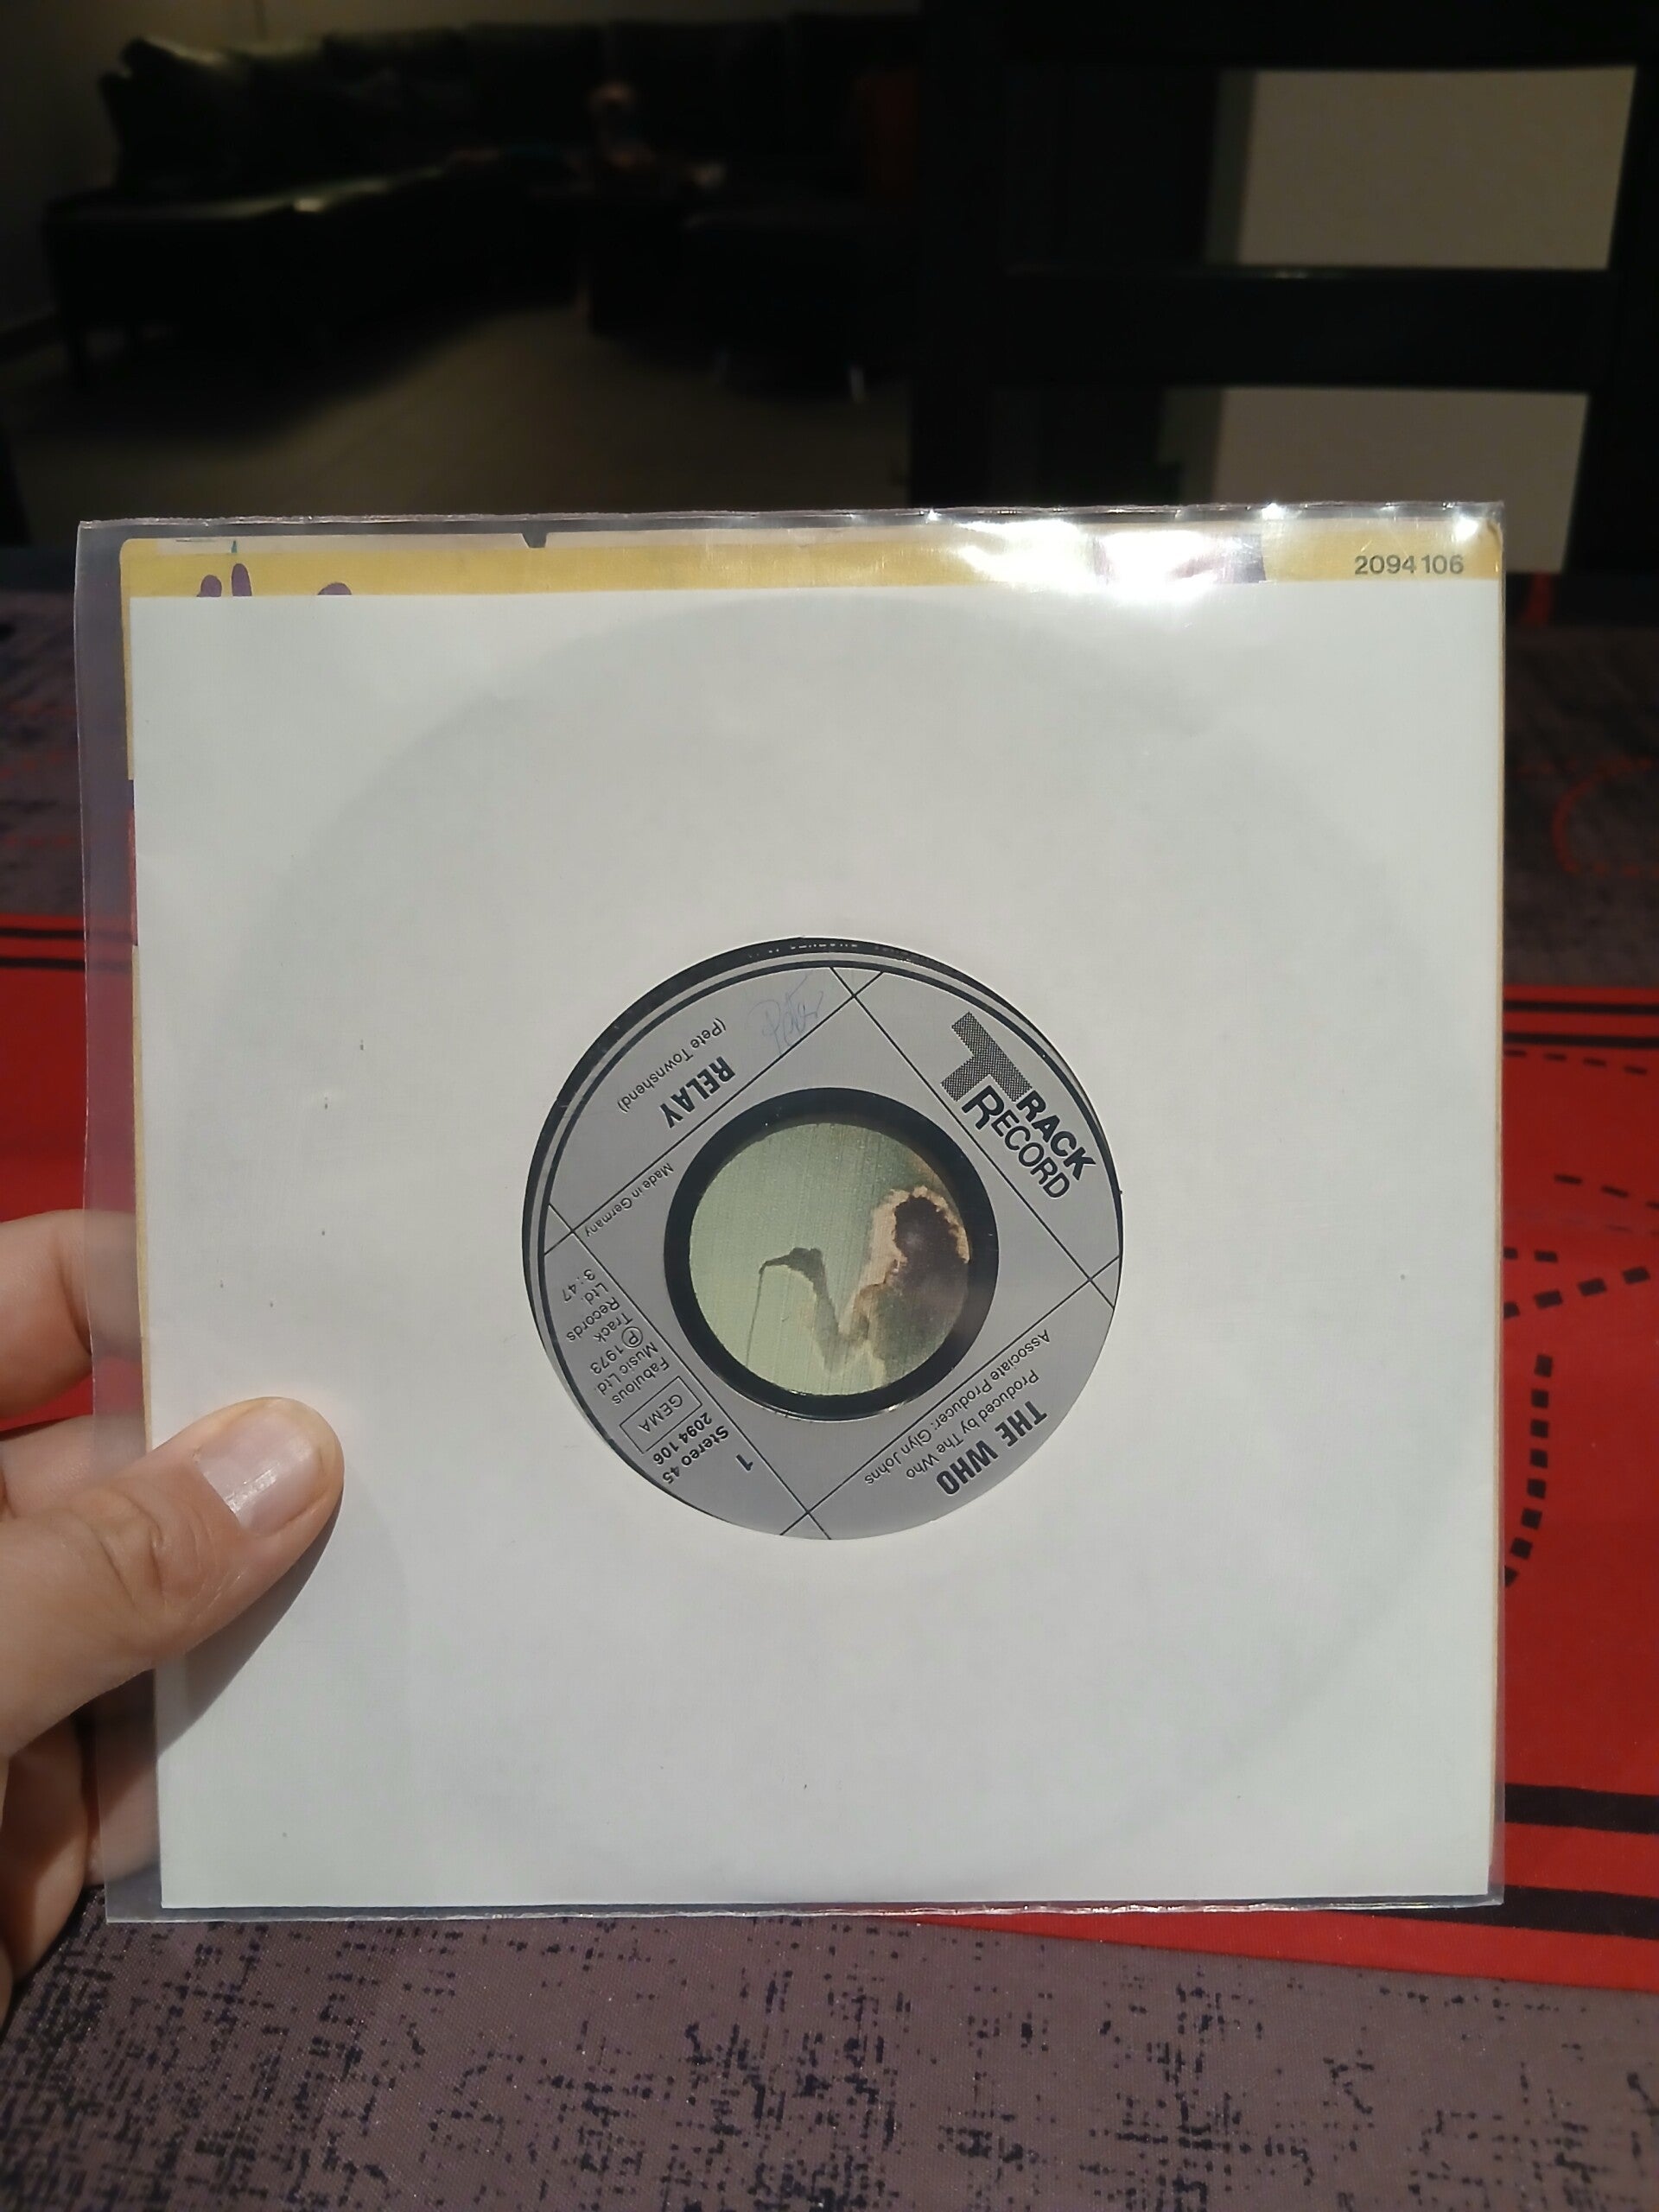 2094 106
TRACK
RECORD
RELAY
(Pete Townshend)
Made in Germany
1
Stereo 45
2094 106
GEMA
Fabulous
Music Ltd.
Ⓟ 1973
Track
Records
Ltd.
3:47
THE WHO
Produced by The Who
Associate Producer: Glyn Johns